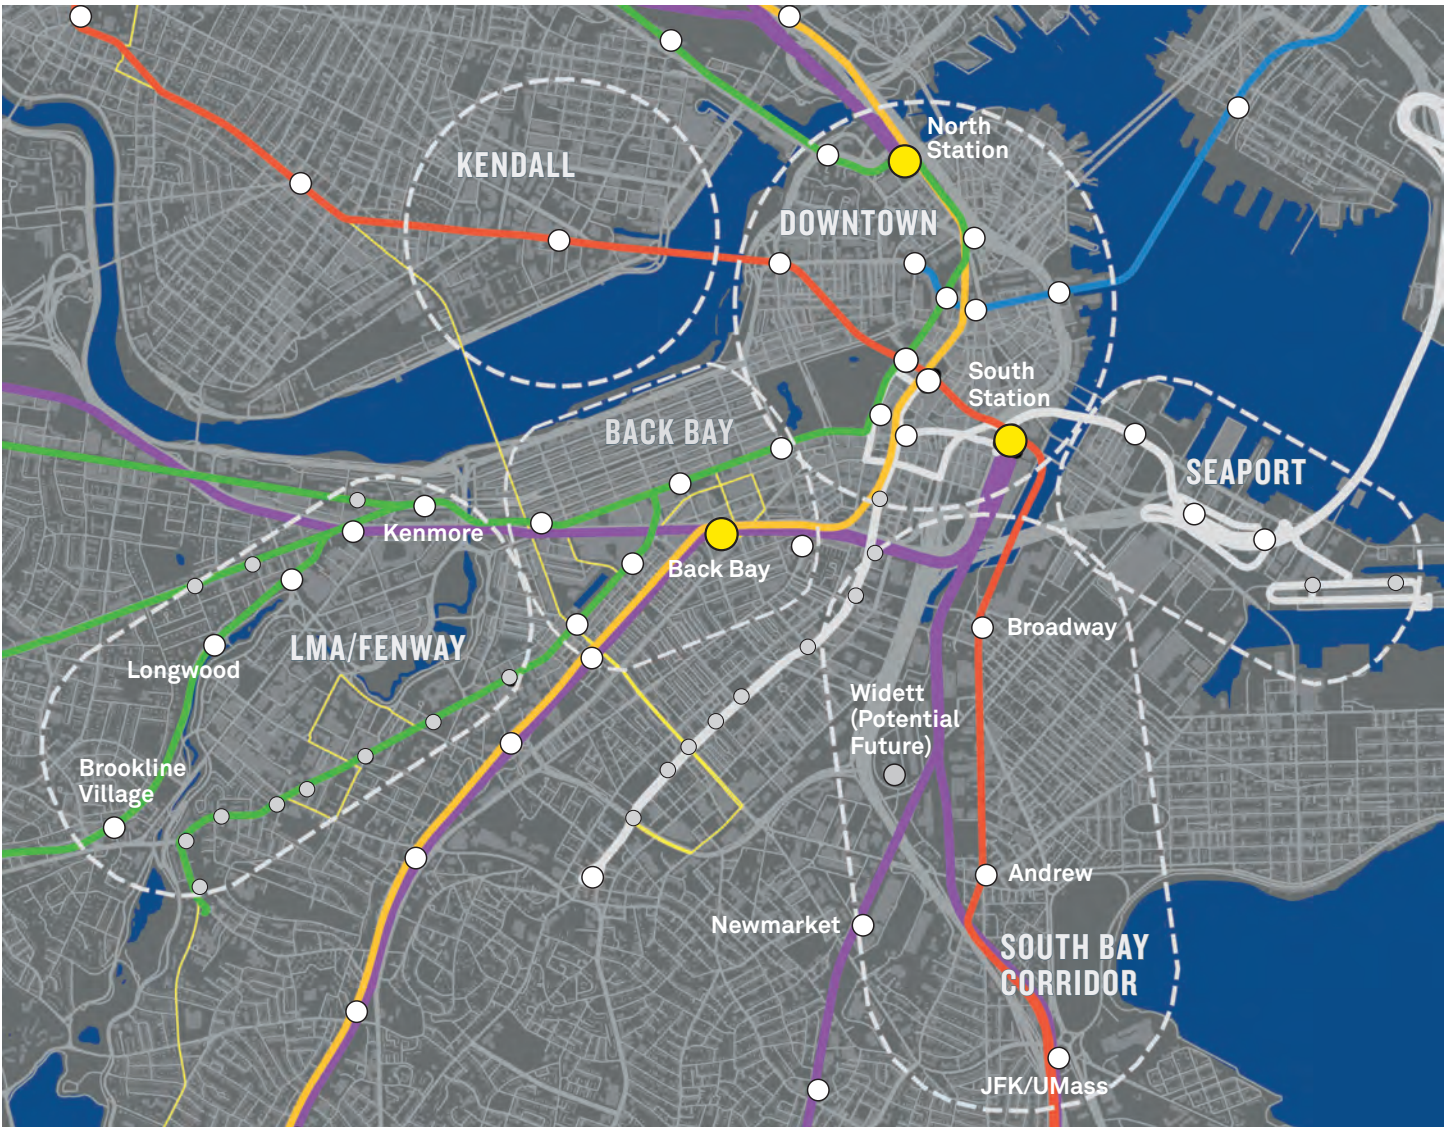 North
Station
KENDALL
DOWNTOWN
South
Station
BACK BAY
SEAPORT
Kenmore
Back Bay
Broadway
LMA/FENWAY
Longwood
Widett
(Potential
Future)
Brookline
Village
Andrew
Newmarket
SOUTH BAY
CORRIDOR
JFK/UMass